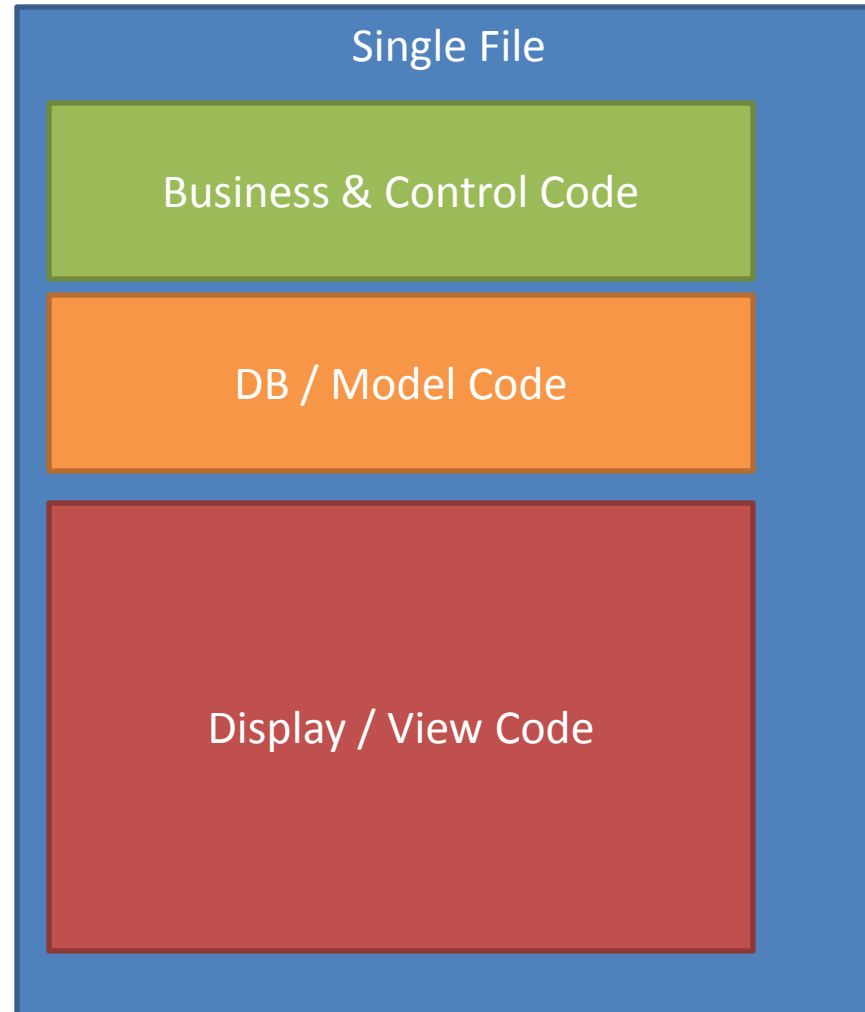 Single File
Business & Control Code
DB / Model Code
Display / View Code